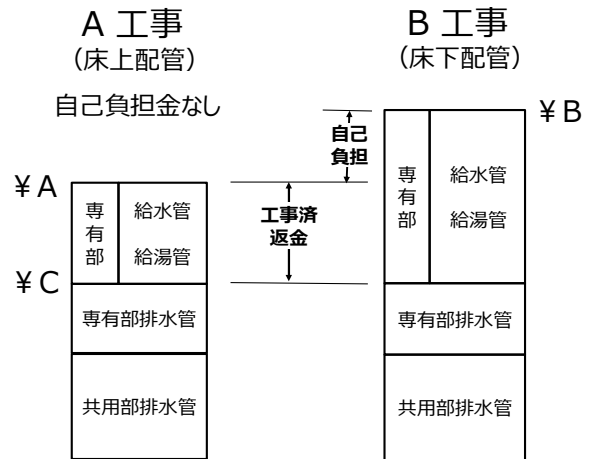 A 工事
(床上配管)
自己負担金なし
B 工事
(床下配管)
￥B
自己
負担
￥A
工事済
返金
￥C
専
有
部
給水管
給湯管
専有部排水管
共用部排水管
専
有
部
給水管
給湯管
専有部排水管
共用部排水管